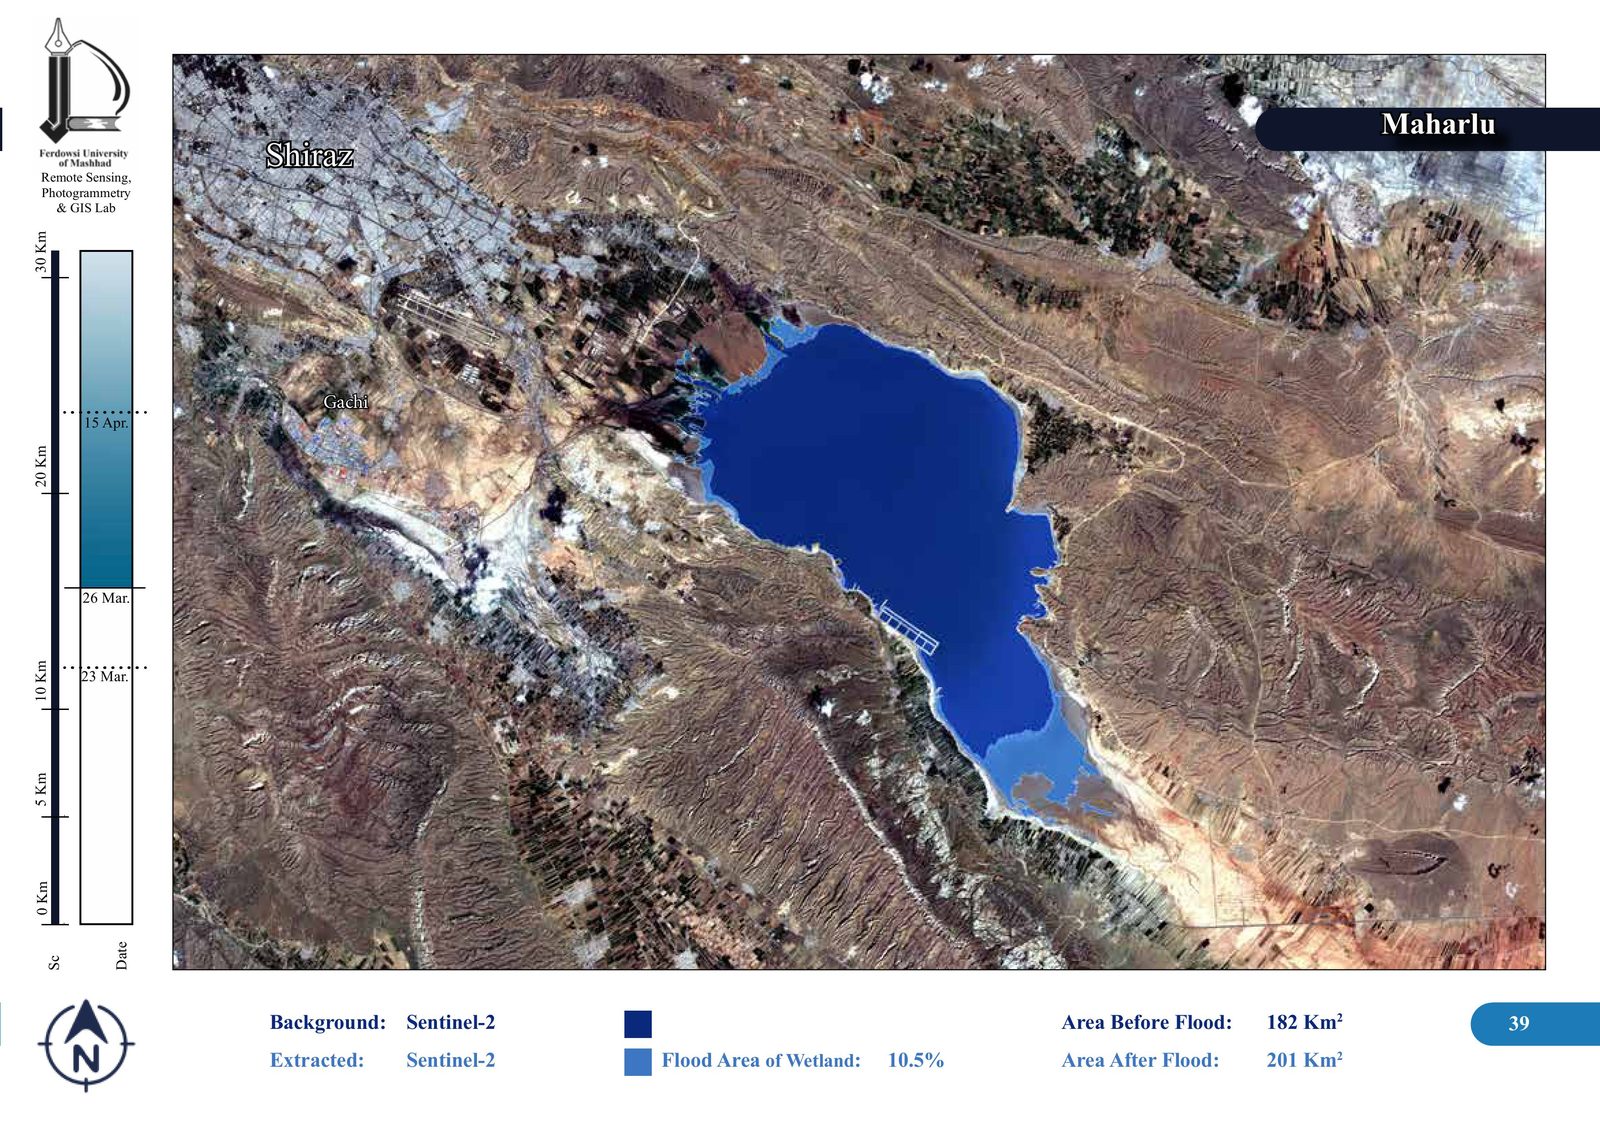 Maharlu
Ferdowsi University
of Mashhad
Remote Sensing,
Photogrammetry
& GIS Lab
Shiraz
Gachi
30 Km
20 Km
10 Km
5 Km
0 Km
Sc
15 Apr.
26 Mar.
23 Mar.
Date
N
Background: Sentinel-2
Extracted: Sentinel-2
Flood Area of Wetland: 10.5%
Area Before Flood: 182 Km²
Area After Flood: 201 Km²
39